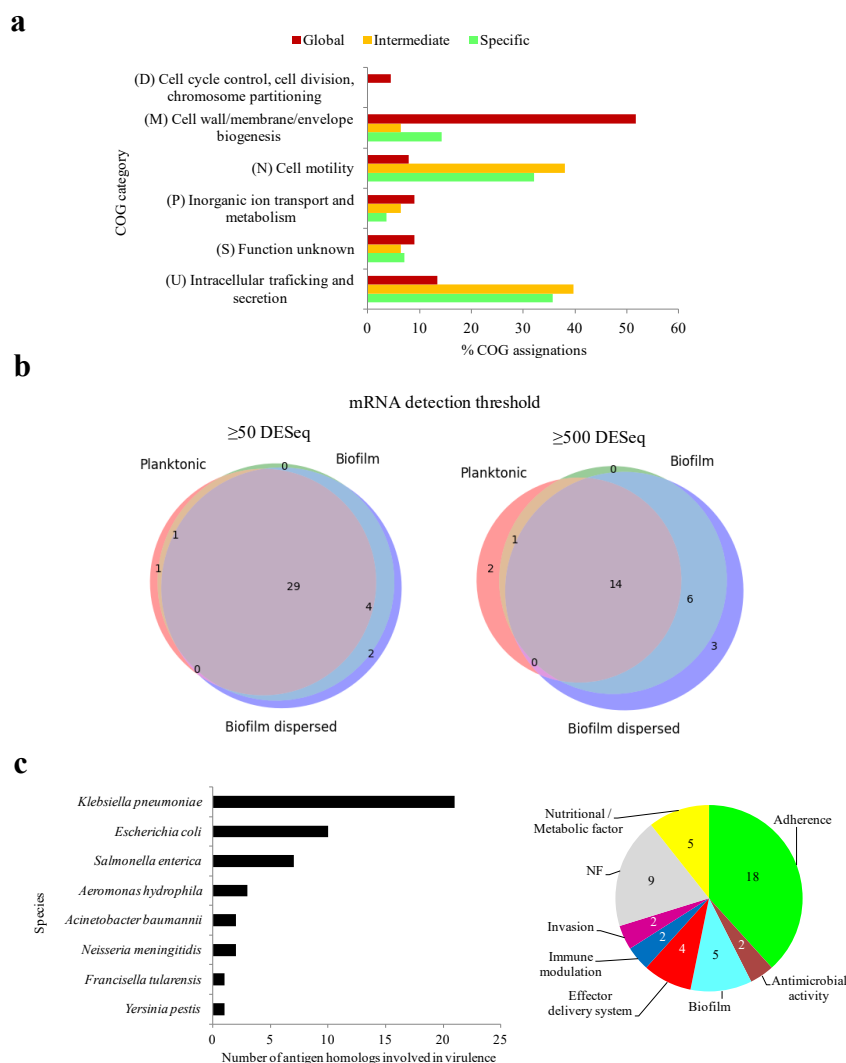 a
Global Intermediate Specific
COG category
(D) Cell cycle control, cell division,
chromosome partitioning
(M) Cell wall/membrane/envelope
biogenesis
(N) Cell motility
(P) Inorganic ion transport and
metabolism
(S) Function unknown
(U) Intracellular traficking and
secretion
0 10 20 30 40 50 60
% COG assignations
b
mRNA detection threshold
≥50 DESeq
Planktonic
Biofilm
0
1
1
29
4
2
0
Biofilm dispersed
≥500 DESeq
Planktonic
Biofilm
0
1
2
14
6
3
0
Biofilm dispersed
c
Species
Klebsiella pneumoniae
Escherichia coli
Salmonella enterica
Aeromonas hydrophila
Acinetobacter baumannii
Neisseria meningitidis
Francisella tularensis
Yersinia pestis
0 5 10 15 20 25
Number of antigen homologs involved in virulence
Nutritional /
Metabolic factor
Adherence
NF
Invasion
Immune
modulation
Effector
delivery system
Biofilm
Antimicrobial
activity
5
18
9
2
2
4
5
2